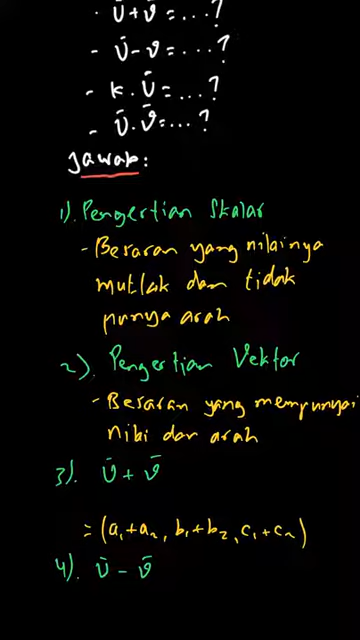 - Ū + v̄ = ...?
- Ū - v = ...?
- k . Ū = ...?
- Ū . v̄ = ...?
Jawab:
1). Pengertian Skalar
- Besaran yang nilainya
mutlak dan tidak
punya arah
2). Pengertian Vektor
- Besaran yang mempunyai
nilai dan arah
3). Ū + v̄
= (a₁+a₂, b₁+b₂, c₁+c₂)
4). Ū - v̄